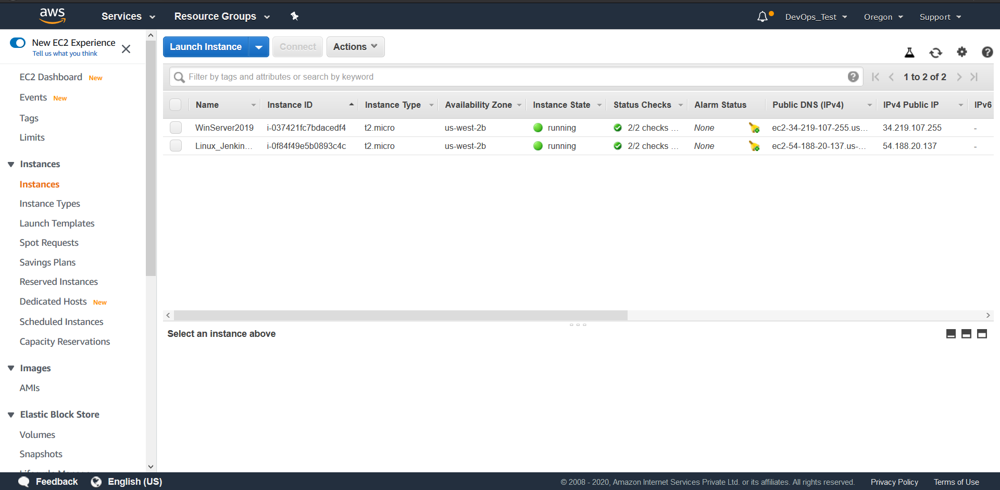 aws Services Resource Groups DevOps_Test Oregon Support
New EC2 Experience
Tell us what you think
EC2 Dashboard New
Events New
Tags
Limits
Instances
Instances
Instance Types
Launch Templates
Spot Requests
Savings Plans
Reserved Instances
Dedicated Hosts New
Scheduled Instances
Capacity Reservations
Images
AMIs
Elastic Block Store
Volumes
Snapshots
Launch Instance Connect Actions
Filter by tags and attributes or search by keyword 1 to 2 of 2
Name Instance ID Instance Type Availability Zone Instance State Status Checks Alarm Status Public DNS (IPv4) IPv4 Public IP IPv6
WinServer2019 i-037421fc7bdacedf4 t2.micro us-west-2b running 2/2 checks ... None ec2-34-219-107-255.us... 34.219.107.255 -
Linux_Jenkin... i-0f84f49e5b0893c4c t2.micro us-west-2b running 2/2 checks ... None ec2-54-188-20-137.us-... 54.188.20.137 -
Select an instance above
Feedback English (US) © 2008 - 2020, Amazon Internet Services Private Ltd. or its affiliates. All rights reserved. Privacy Policy Terms of Use